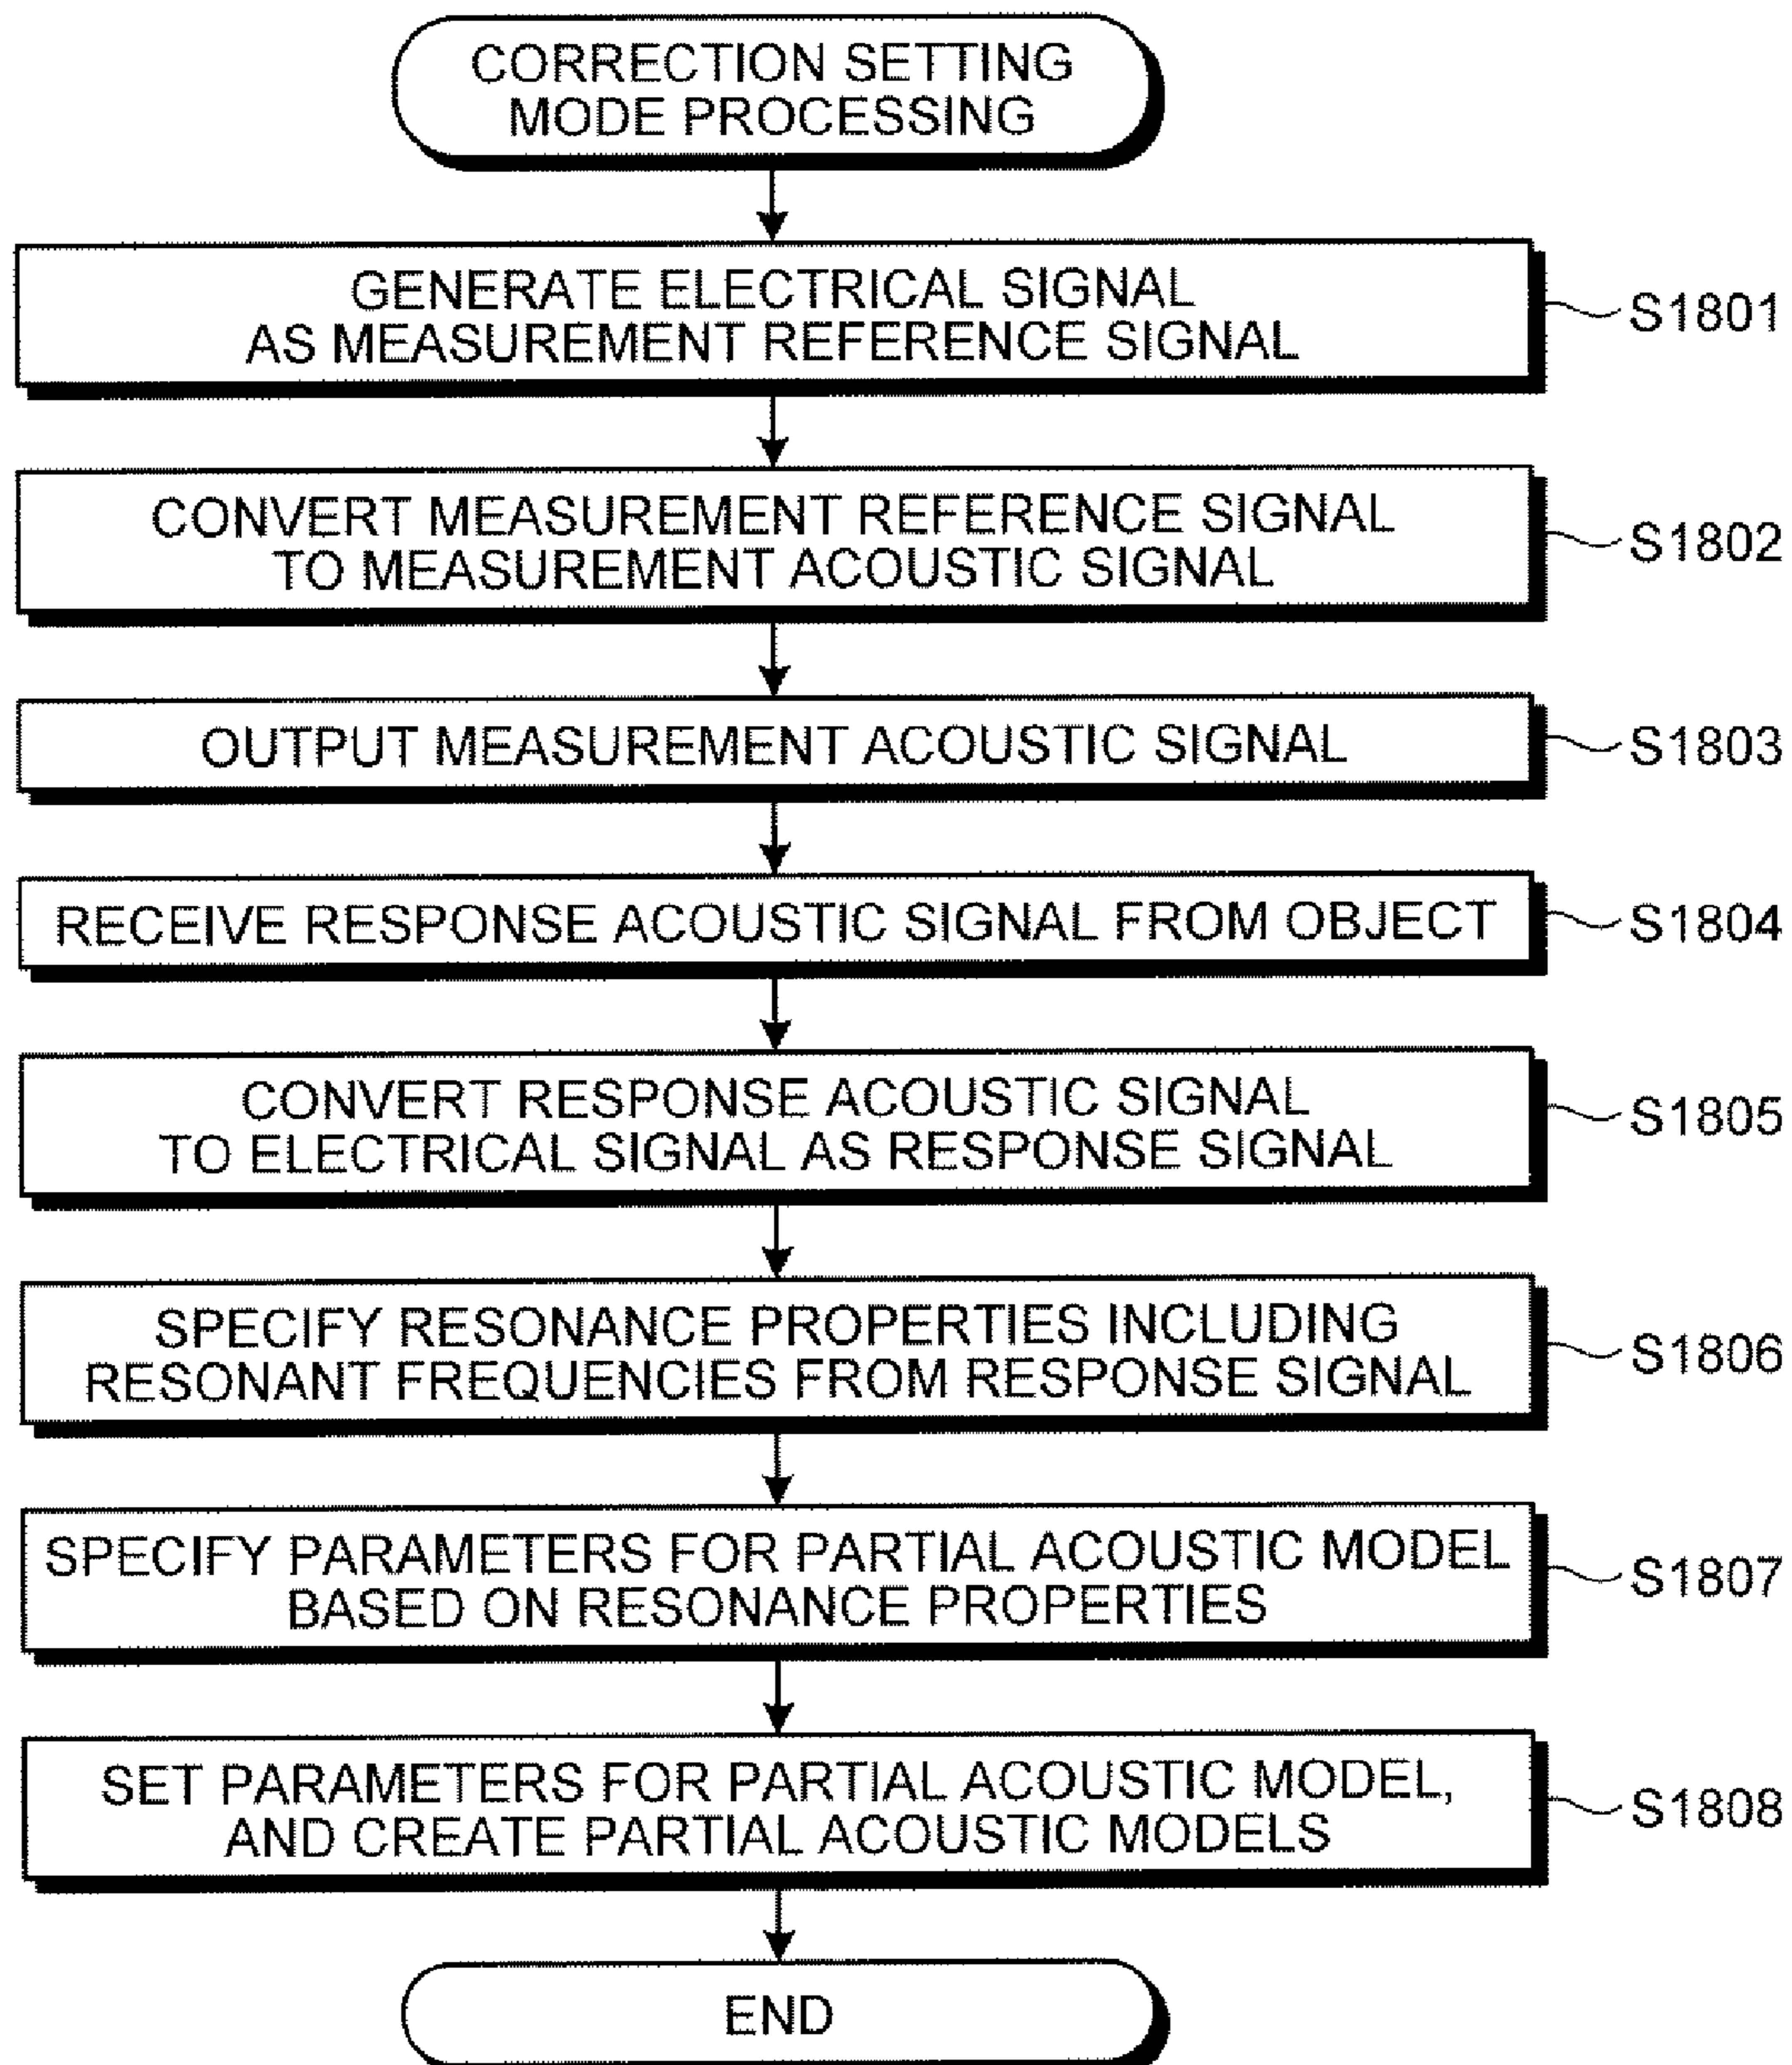 CORRECTION SETTING
MODE PROCESSING
GENERATE ELECTRICAL SIGNAL
AS MEASUREMENT REFERENCE SIGNAL
S1801
CONVERT MEASUREMENT REFERENCE SIGNAL
TO MEASUREMENT ACOUSTIC SIGNAL
S1802
OUTPUT MEASUREMENT ACOUSTIC SIGNAL
S1803
RECEIVE RESPONSE ACOUSTIC SIGNAL FROM OBJECT
S1804
CONVERT RESPONSE ACOUSTIC SIGNAL
TO ELECTRICAL SIGNAL AS RESPONSE SIGNAL
S1805
SPECIFY RESONANCE PROPERTIES INCLUDING
RESONANT FREQUENCIES FROM RESPONSE SIGNAL
S1806
SPECIFY PARAMETERS FOR PARTIAL ACOUSTIC MODEL
BASED ON RESONANCE PROPERTIES
S1807
SET PARAMETERS FOR PARTIAL ACOUSTIC MODEL,
AND CREATE PARTIAL ACOUSTIC MODELS
S1808
END